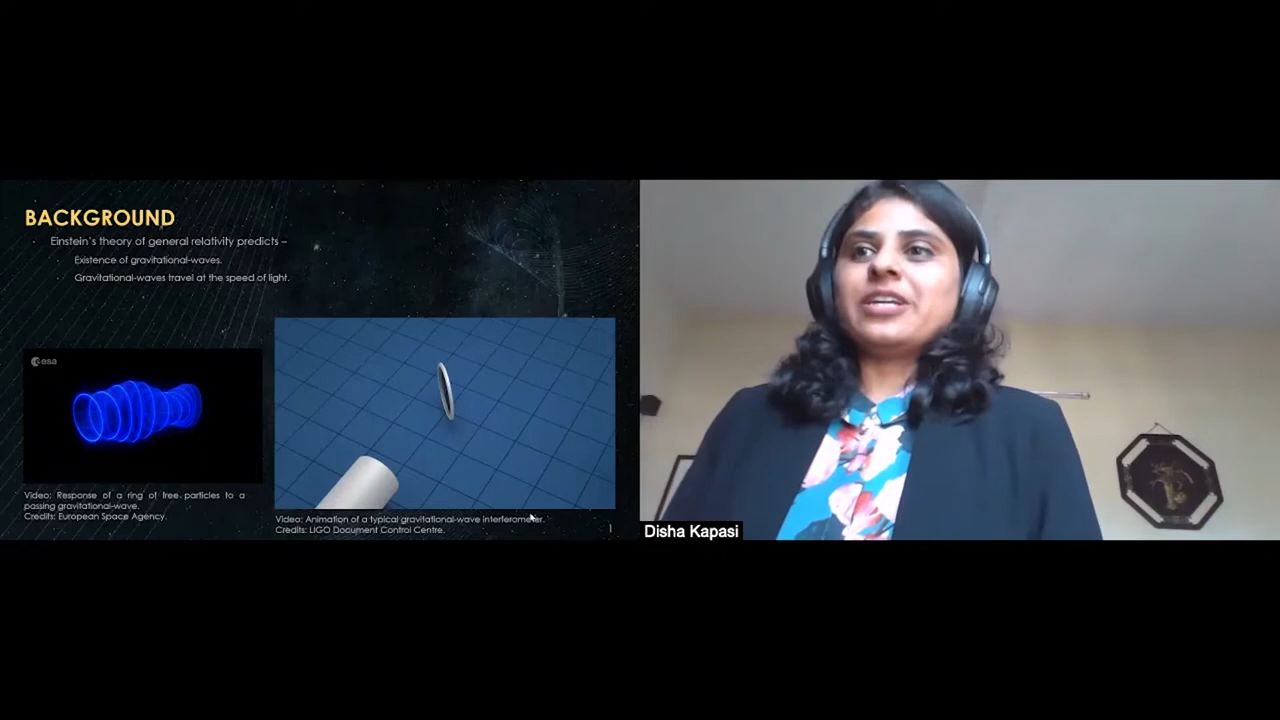 BACKGROUND
· Einstein's theory of general relativity predicts –
· Existence of gravitational-waves.
· Gravitational-waves travel at the speed of light.
esa
Video: Response of a ring of free particles to a
passing gravitational-wave.
Credits: European Space Agency.
Video: Animation of a typical gravitational-wave interferometer.
Credits: LIGO Document Control Centre.
1
Disha Kapasi